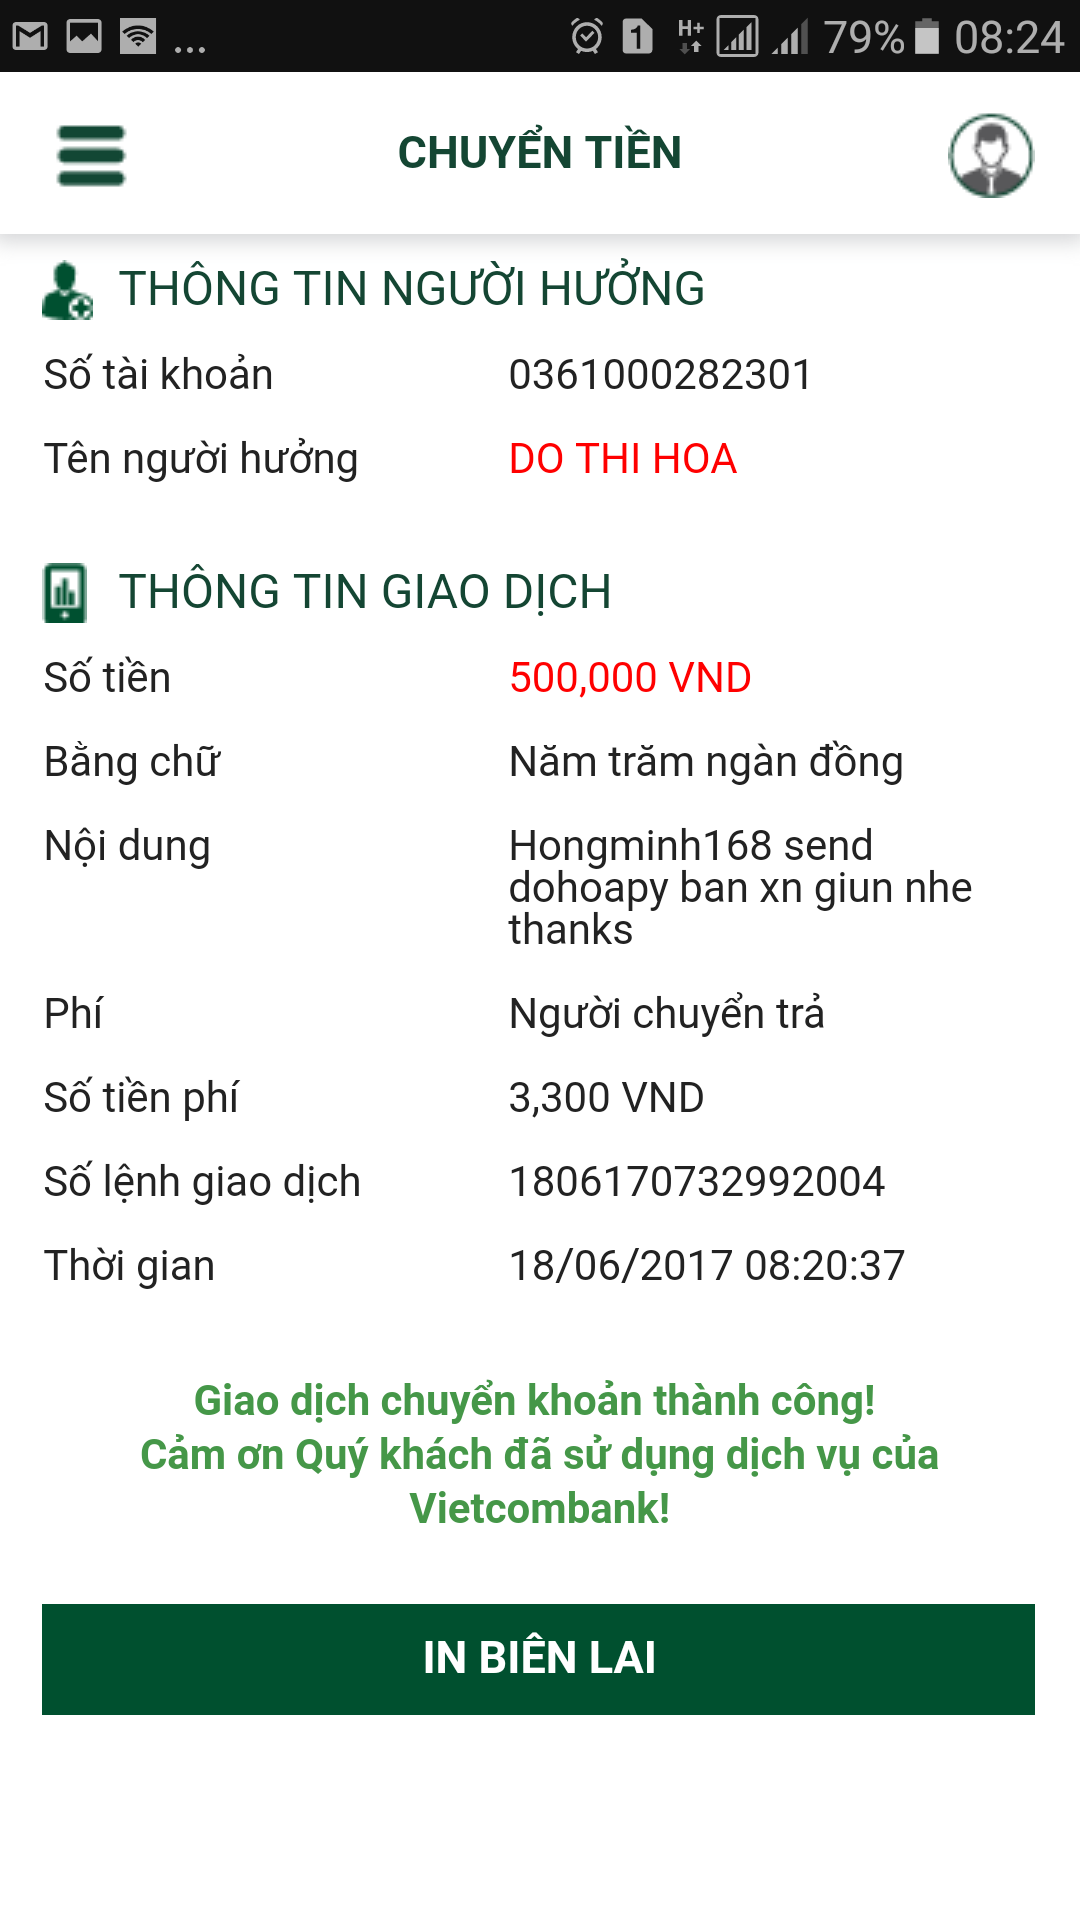 ... 1 H+ 79% 08:24
CHUYỂN TIỀN
THÔNG TIN NGƯỜI HƯỞNG
Số tài khoản 0361000282301
Tên người hưởng DO THI HOA
THÔNG TIN GIAO DỊCH
Số tiền 500,000 VND
Bằng chữ Năm trăm ngàn đồng
Nội dung Hongminh168 send
dohoapy ban xn giun nhe
thanks
Phí Người chuyển trả
Số tiền phí 3,300 VND
Số lệnh giao dịch 1806170732992004
Thời gian 18/06/2017 08:20:37
Giao dịch chuyển khoản thành công!
Cảm ơn Quý khách đã sử dụng dịch vụ của
Vietcombank!
IN BIÊN LAI